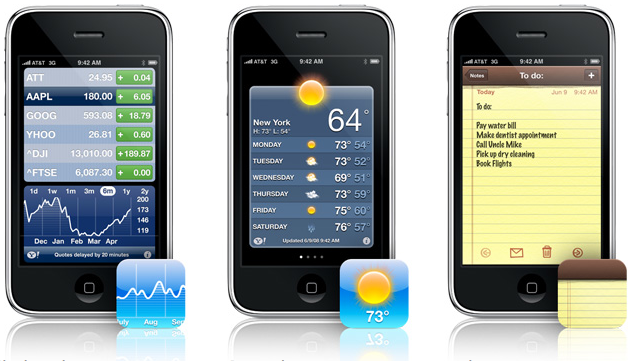 AT&T 3G 9:42 AM
ATT 24.95 + 0.04
AAPL 180.00 + 6.05
GOOG 593.08 + 18.79
YHOO 26.81 + 0.60
^DJI 13,010.00 +189.87
^FTSE 6,087.30 + 0.00
1d 1w 1m 3m 6m 1y 2y
200
173
146
119
Dec Jan Feb Mar Apr
Y! Quotes delayed by 20 minutes i
July Aug Sep
AT&T 3G 9:42 AM
New York
H: 73° L: 54°
64°
MONDAY 73° 54°
TUESDAY 73° 52°
WEDNESDAY 69° 51°
THURSDAY 73° 59°
FRIDAY 75° 60°
SATURDAY 76° 57°
Y! Updated 6/9/08 9:42 AM i
73°
AT&T 3G 9:42 AM
Notes To do: +
Today Jun 9 9:42 AM
To do:
Pay water bill
Make dentist appointment
Call Uncle Mike
Pick up dry cleaning
Book Flights